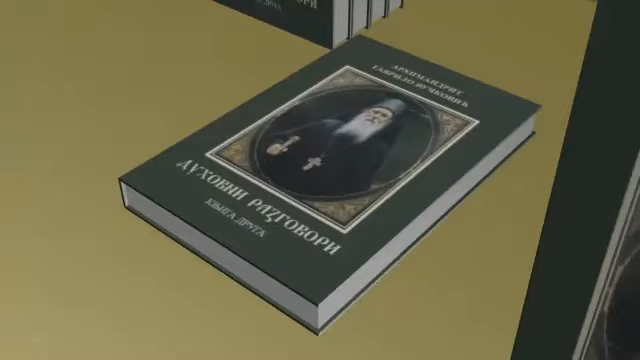 АРХИМАНДРИТ
ГАВРИЛО ВУЧКОВИЋ
ДУХОВНИ РАЗГОВОРИ
КЊИГА ДРУГА